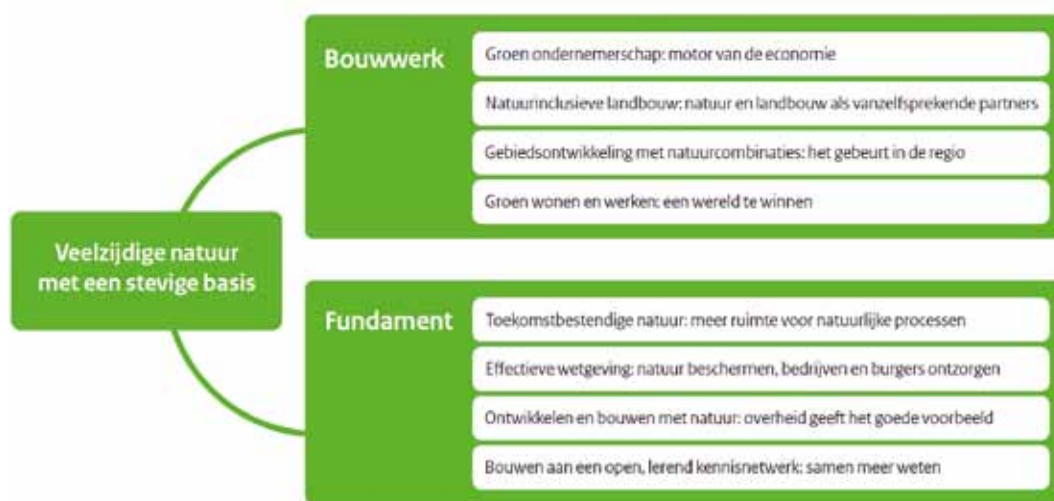 Veelzijdige natuur
met een stevige basis
Bouwwerk
Groen ondernemerschap: motor van de economie
Natuurinclusieve landbouw: natuur en landbouw als vanzelfsprekende partners
Gebiedsontwikkeling met natuurcombinaties: het gebeurt in de regio
Groen wonen en werken: een wereld te winnen
Fundament
Toekomstbestendige natuur: meer ruimte voor natuurlijke processen
Effectieve wetgeving: natuur beschermen, bedrijven en burgers ontzorgen
Ontwikkelen en bouwen met natuur: overheid geeft het goede voorbeeld
Bouwen aan een open, lerend kennisnetwerk: samen meer weten